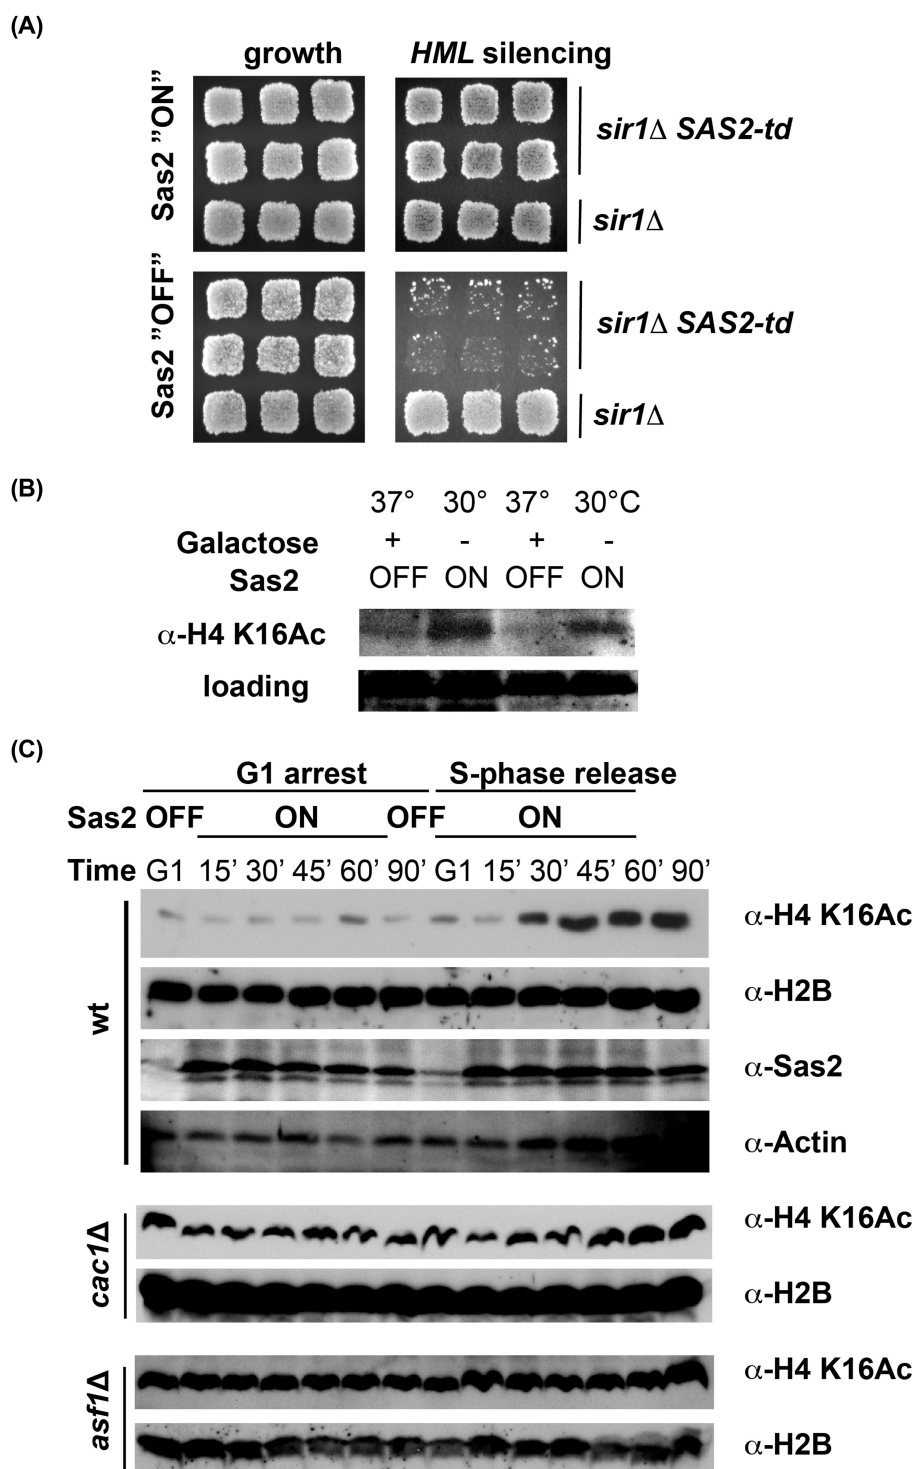 (A)
growth HML silencing
Sas2 ”ON”
sir1Δ SAS2-td
sir1Δ
Sas2 ”OFF”
sir1Δ SAS2-td
sir1Δ
(B)
37° 30° 37° 30°C
Galactose + - + -
Sas2 OFF ON OFF ON
α-H4 K16Ac
loading
(C)
G1 arrest S-phase release
Sas2 OFF ON OFF ON
Time G1 15’ 30’ 45’ 60’ 90’ G1 15’ 30’ 45’ 60’ 90’
wt
α-H4 K16Ac
α-H2B
α-Sas2
α-Actin
cac1Δ
α-H4 K16Ac
α-H2B
asf1Δ
α-H4 K16Ac
α-H2B